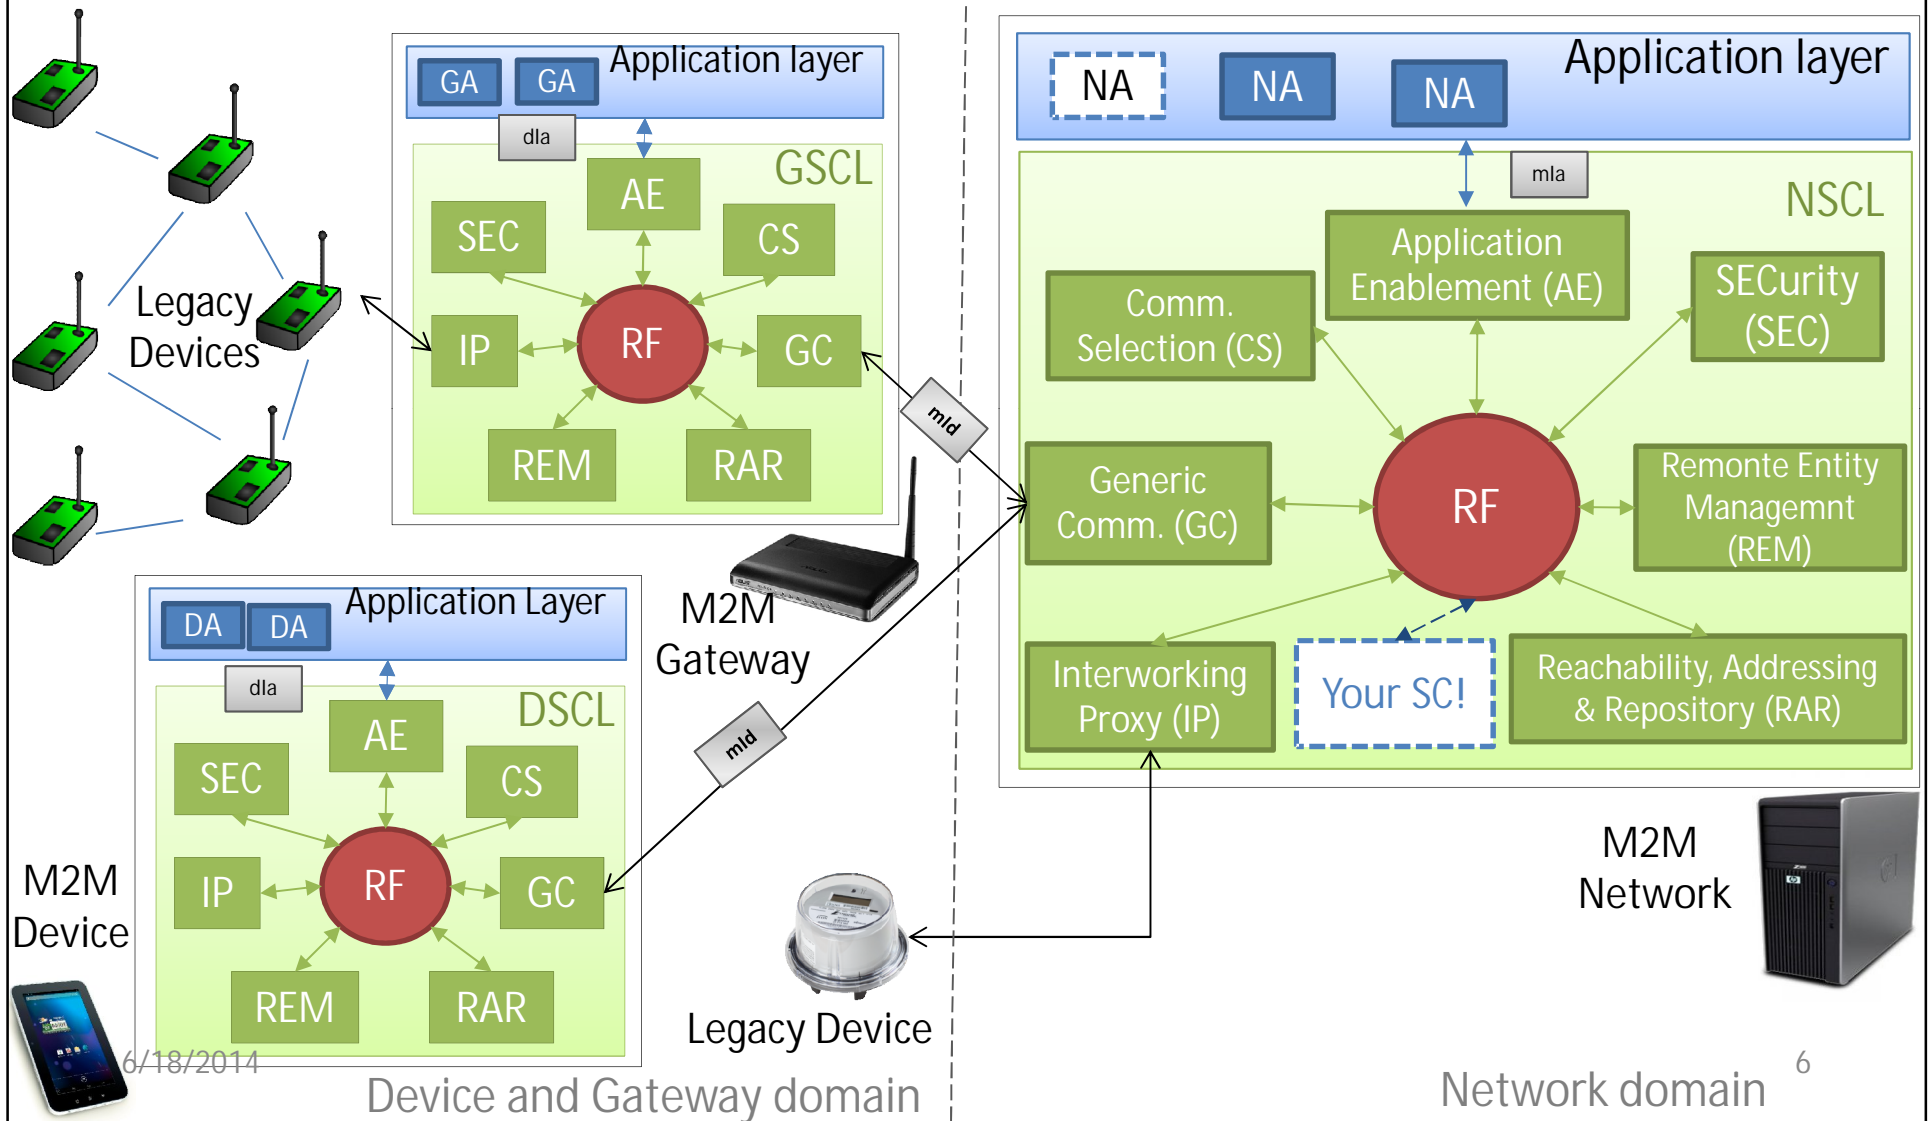 GA
GA
Application layer
dla
GSCL
AE
SEC
CS
IP
RF
GC
REM
RAR
Legacy
Devices
mId
NA
NA
NA
Application layer
mla
NSCL
Application
Enablement (AE)
SECurity
(SEC)
Comm.
Selection (CS)
Generic
Comm. (GC)
RF
Remonte Entity
Managemnt
(REM)
Interworking
Proxy (IP)
Your SC!
Reachability, Addressing
& Repository (RAR)
M2M
Gateway
DA
DA
Application Layer
dla
DSCL
AE
SEC
CS
IP
RF
GC
REM
RAR
mId
M2M
Device
Legacy Device
M2M
Network
6/18/2014
Device and Gateway domain
Network domain
6